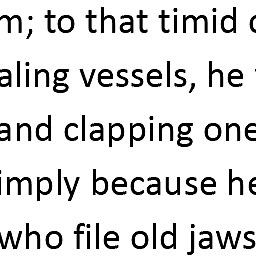 m; to that timid
aling vessels, he
and clapping one
imply because he
who file old jaws